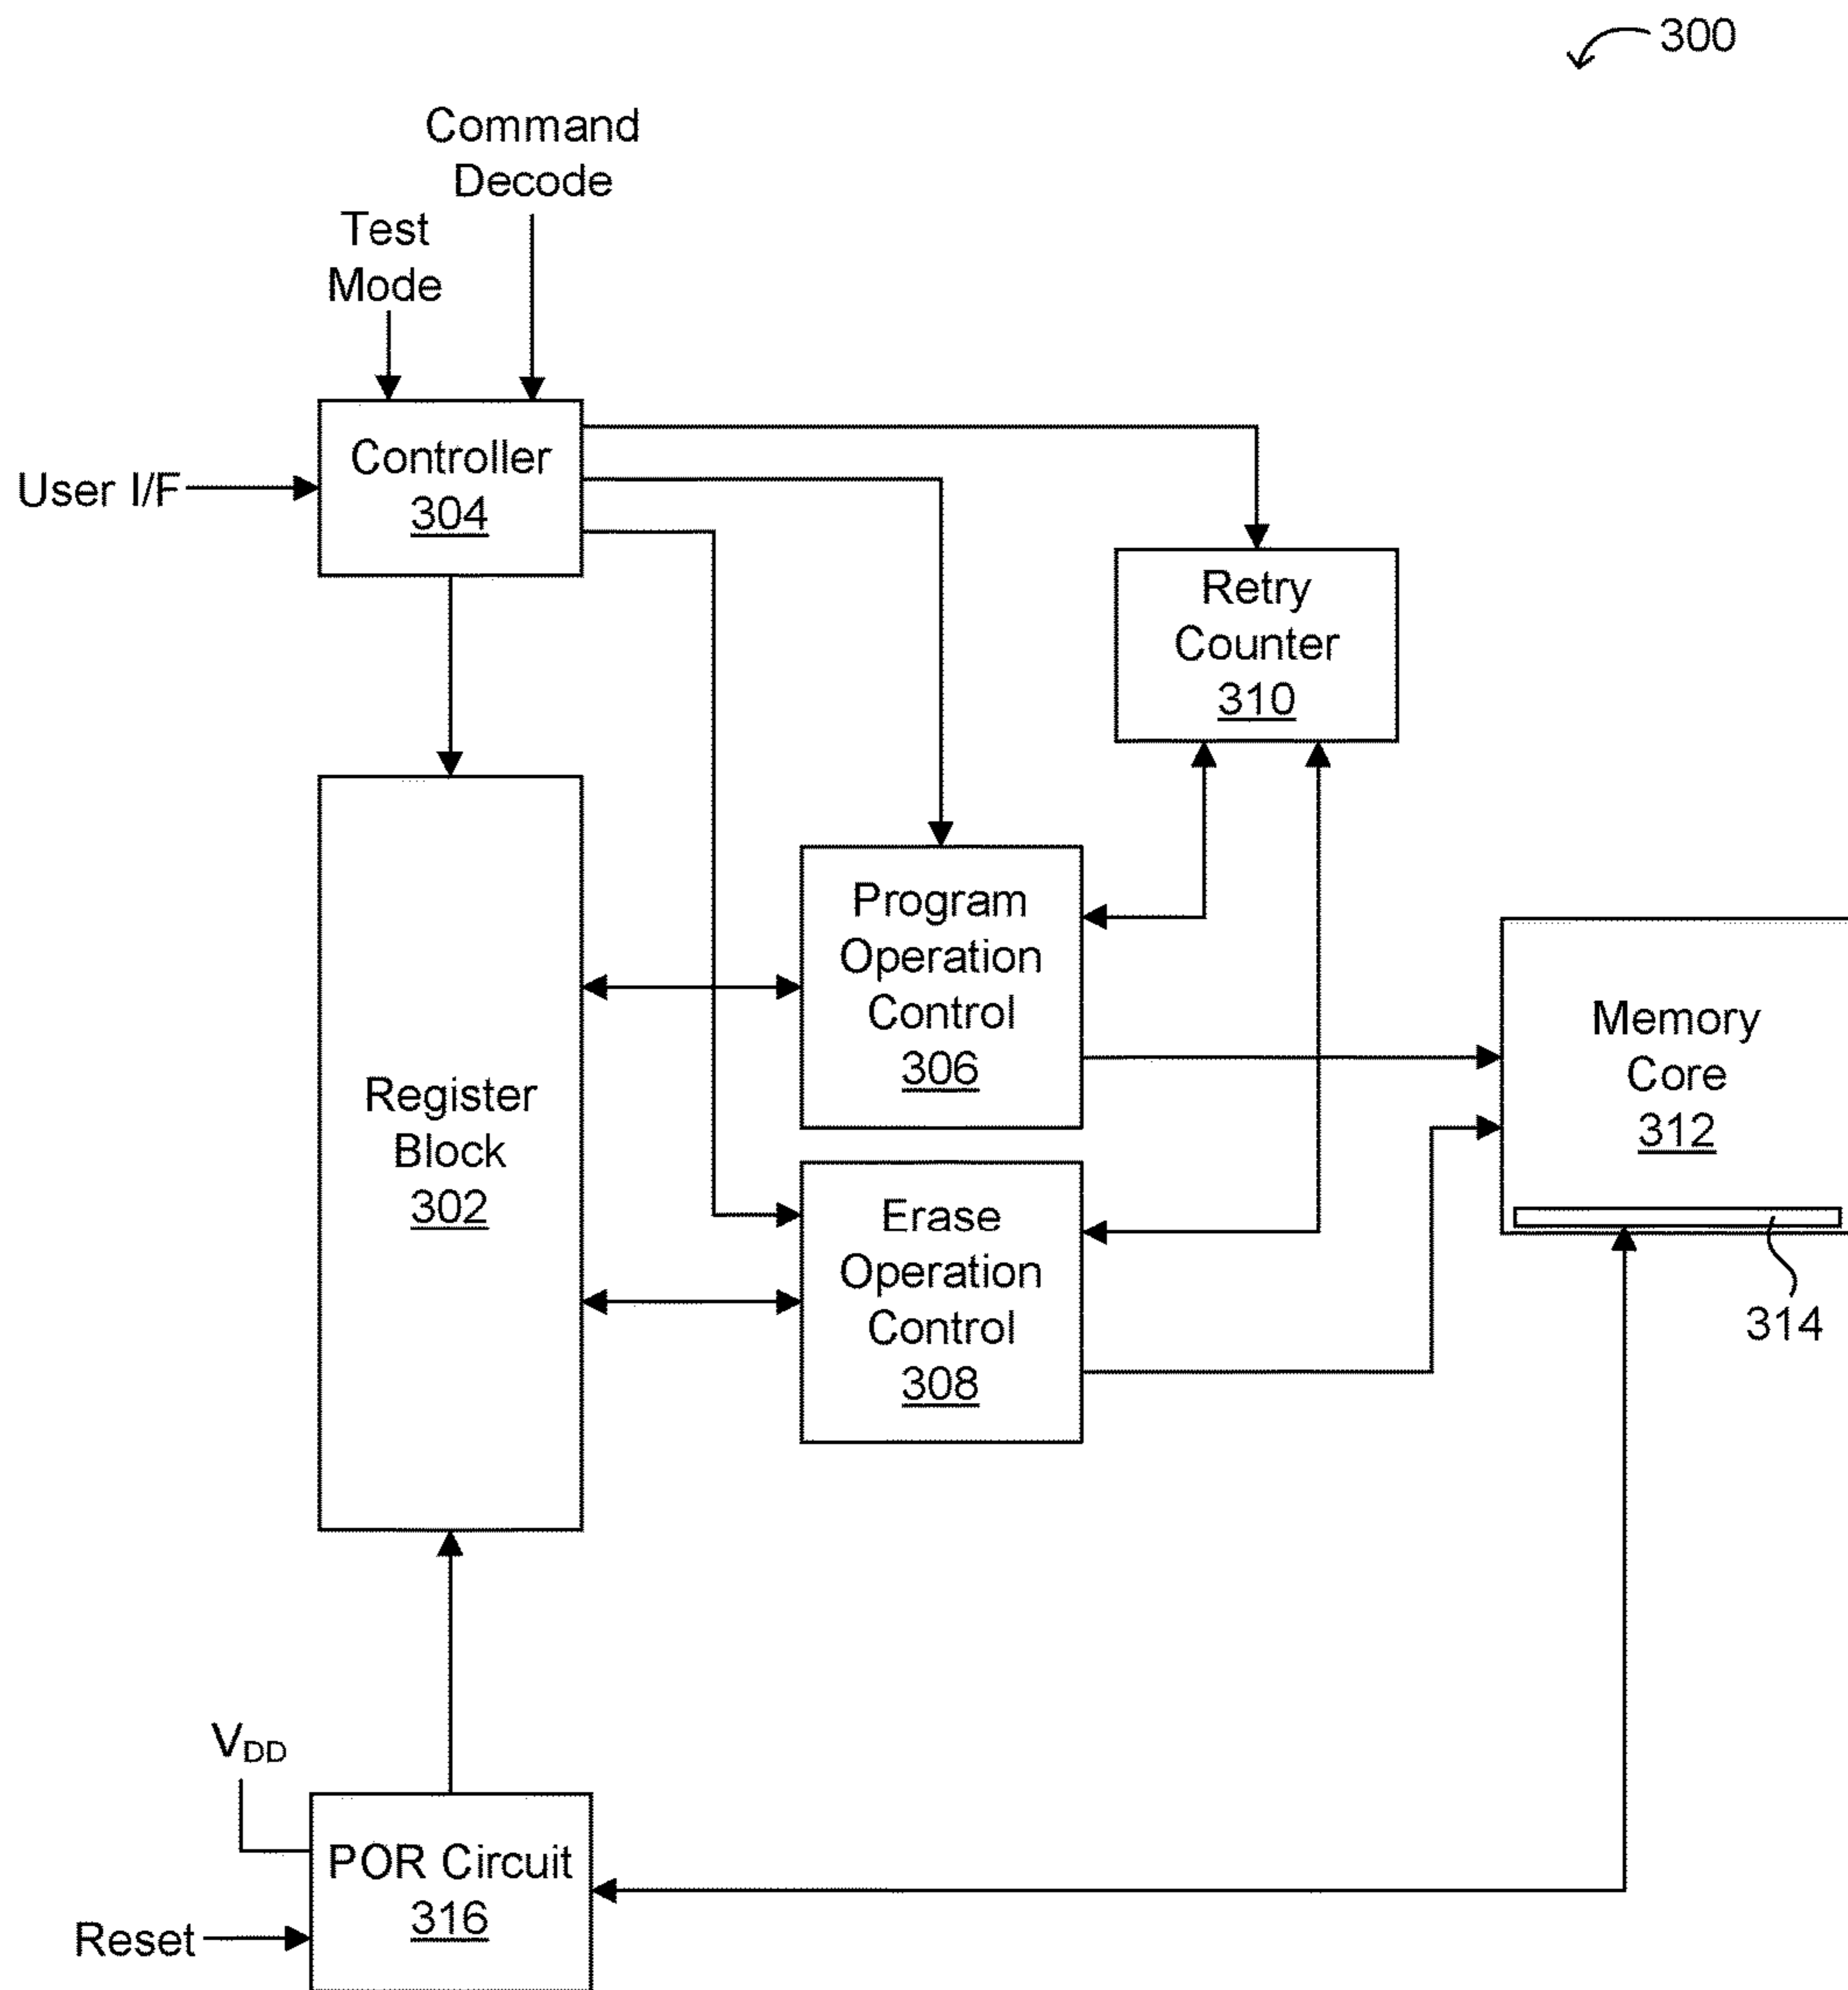 300
Command
Decode
Test
Mode
User I/F
Controller
304
Retry
Counter
310
Program
Operation
Control
306
Memory
Core
312
Register
Block
302
Erase
Operation
Control
308
314
VDD
POR Circuit
316
Reset